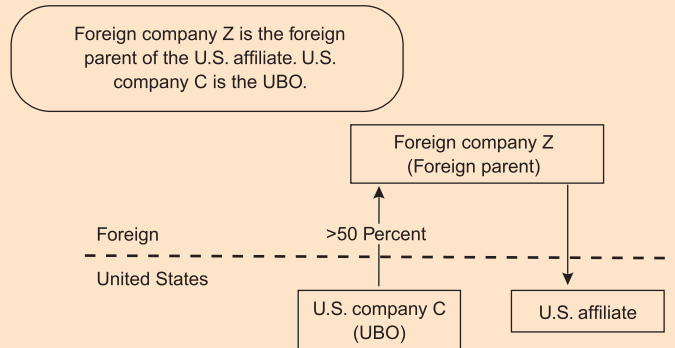 Foreign company Z is the foreign
parent of the U.S. affiliate. U.S.
company C is the UBO.
Foreign company Z
(Foreign parent)
Foreign
>50 Percent
United States
U.S. company C
(UBO)
U.S. affiliate